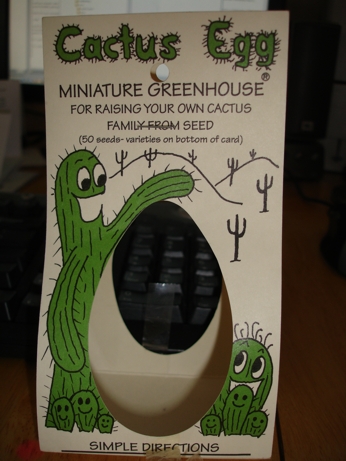 Cactus Egg
MINIATURE GREENHOUSE®
FOR RAISING YOUR OWN CACTUS
FAMILY FROM SEED
(50 seeds- varieties on bottom of card)
SIMPLE DIRECTIONS